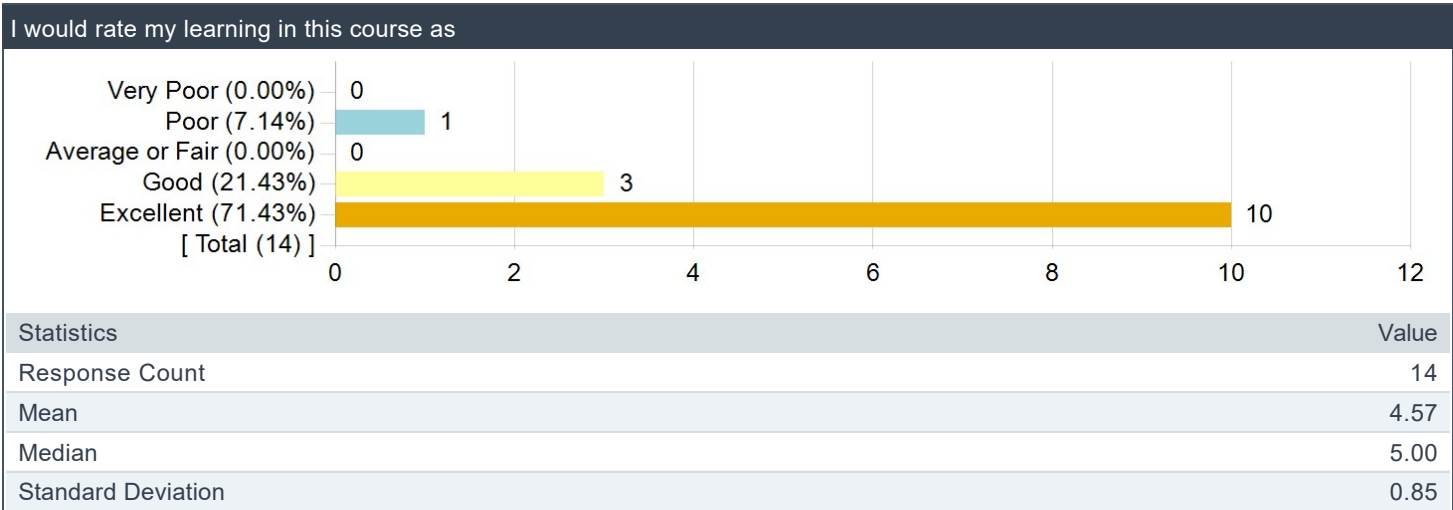 I would rate my learning in this course as
Very Poor (0.00%) 0
Poor (7.14%) 1
Average or Fair (0.00%) 0
Good (21.43%) 3
Excellent (71.43%) 10
[ Total (14) ]
0 2 4 6 8 10 12
Statistics Value
Response Count 14
Mean 4.57
Median 5.00
Standard Deviation 0.85